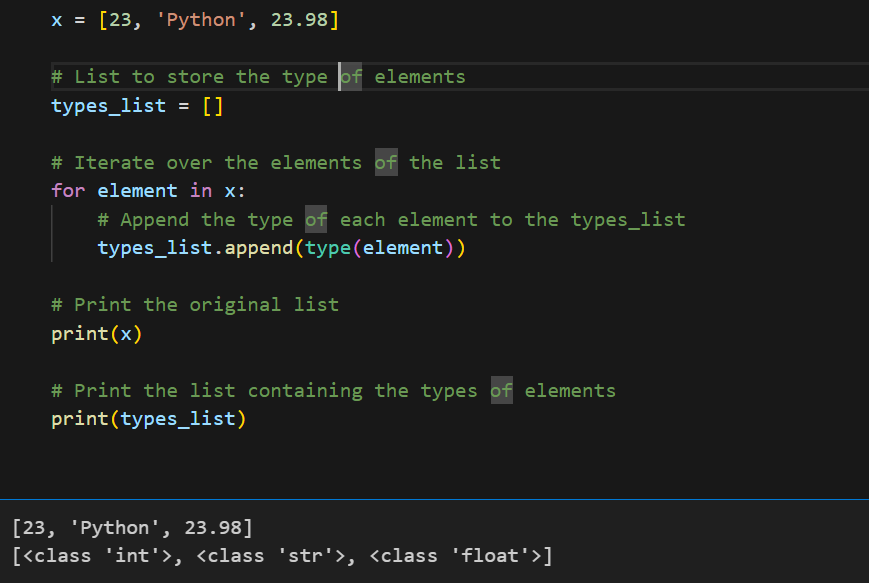 x = [23, 'Python', 23.98]
# List to store the type of elements
types_list = []
# Iterate over the elements of the list
for element in x:
    # Append the type of each element to the types_list
    types_list.append(type(element))
# Print the original list
print(x)
# Print the list containing the types of elements
print(types_list)
[23, 'Python', 23.98]
[<class 'int'>, <class 'str'>, <class 'float'>]